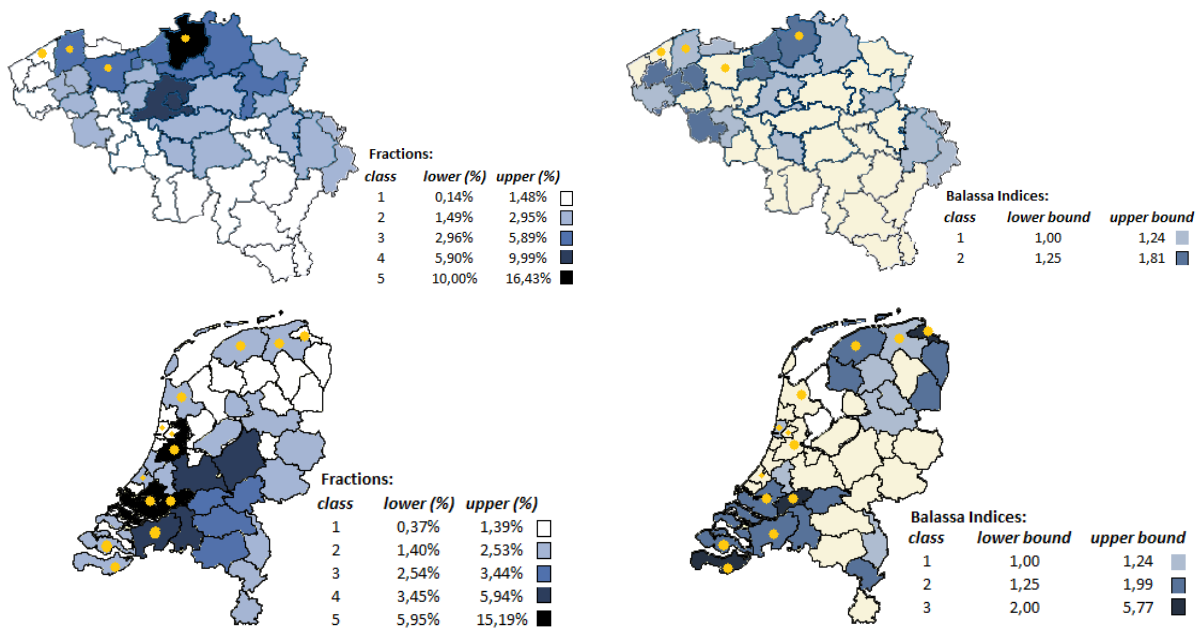 Fractions:
class lower (%) upper (%)
1 0,14% 1,48%
2 1,49% 2,95%
3 2,96% 5,89%
4 5,90% 9,99%
5 10,00% 16,43%
Balassa Indices:
class lower bound upper bound
1 1,00 1,24
2 1,25 1,81
Fractions:
class lower (%) upper (%)
1 0,37% 1,39%
2 1,40% 2,53%
3 2,54% 3,44%
4 3,45% 5,94%
5 5,95% 15,19%
Balassa Indices:
class lower bound upper bound
1 1,00 1,24
2 1,25 1,99
3 2,00 5,77